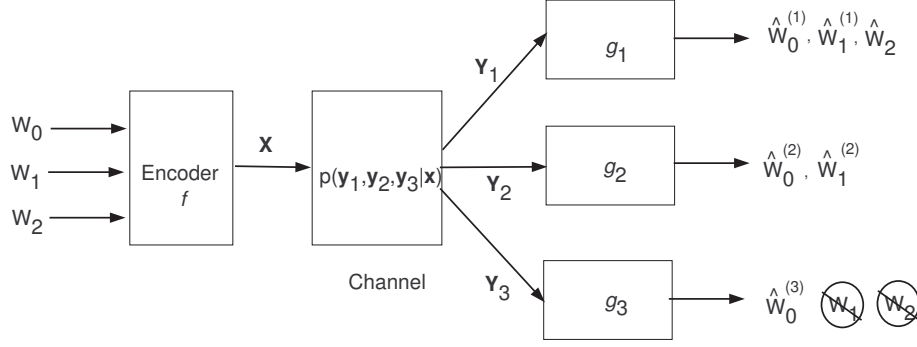 W₀
W₁
W₂
Encoder
f
X
p(y₁,y₂,y₃|x)
Channel
Y₁
Y₂
Y₃
g₁
g₂
g₃
Ŵ₀⁽¹⁾, Ŵ₁⁽¹⁾, Ŵ₂
Ŵ₀⁽²⁾, Ŵ₁⁽²⁾
Ŵ₀⁽³⁾ W₁ W₂